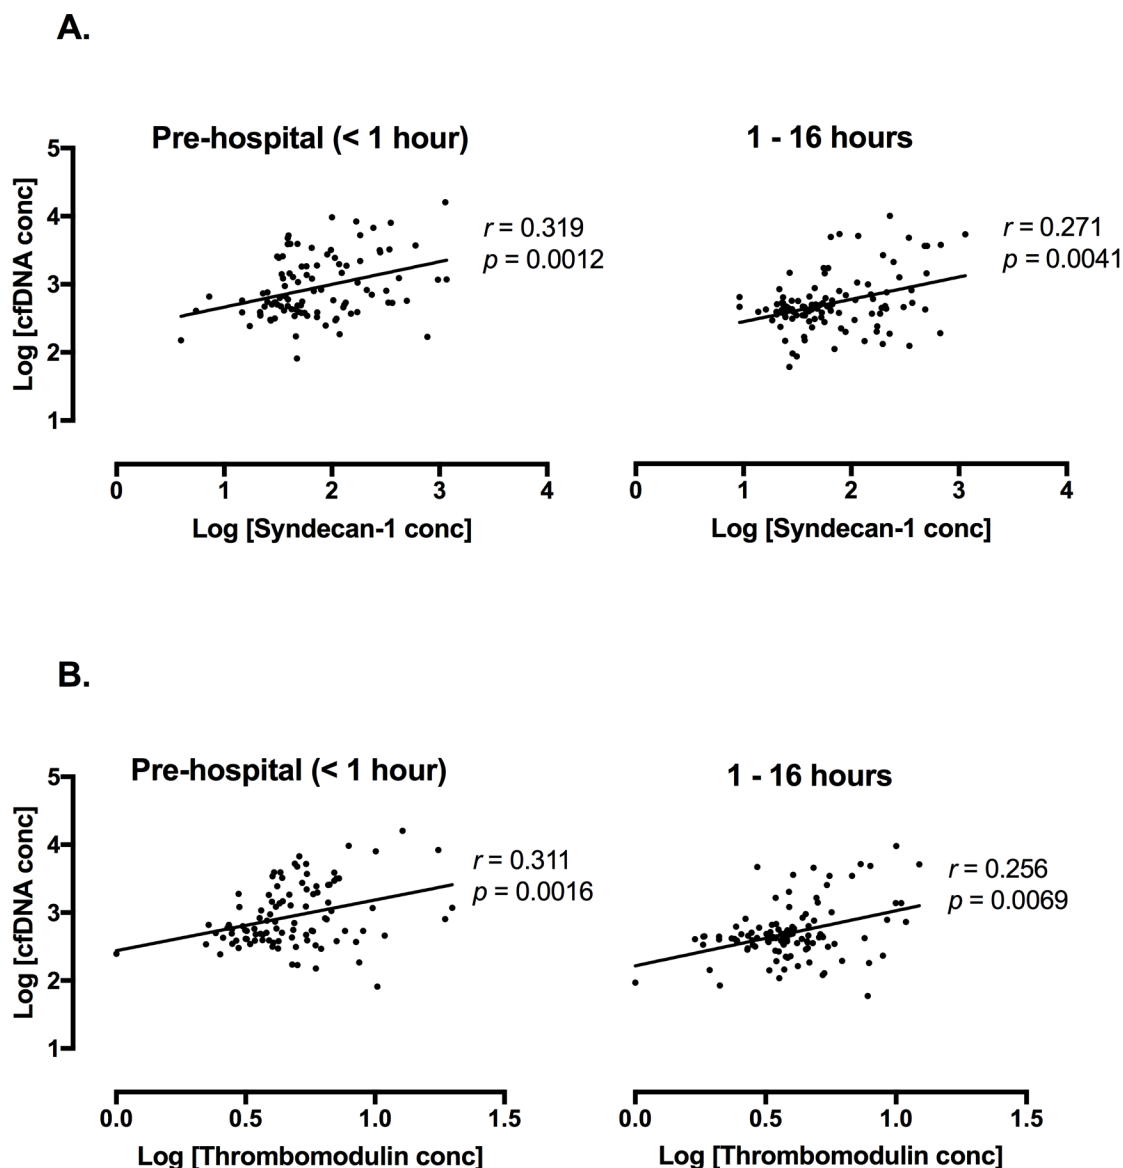 A.
Pre-hospital (< 1 hour)
1 - 16 hours
5
4
3
2
1
Log [cfDNA conc]
r = 0.319
p = 0.0012
r = 0.271
p = 0.0041
0 1 2 3 4
0 1 2 3 4
Log [Syndecan-1 conc]
Log [Syndecan-1 conc]
B.
Pre-hospital (< 1 hour)
1 - 16 hours
5
4
3
2
1
Log [cfDNA conc]
r = 0.311
p = 0.0016
r = 0.256
p = 0.0069
0.0 0.5 1.0 1.5
0.0 0.5 1.0 1.5
Log [Thrombomodulin conc]
Log [Thrombomodulin conc]